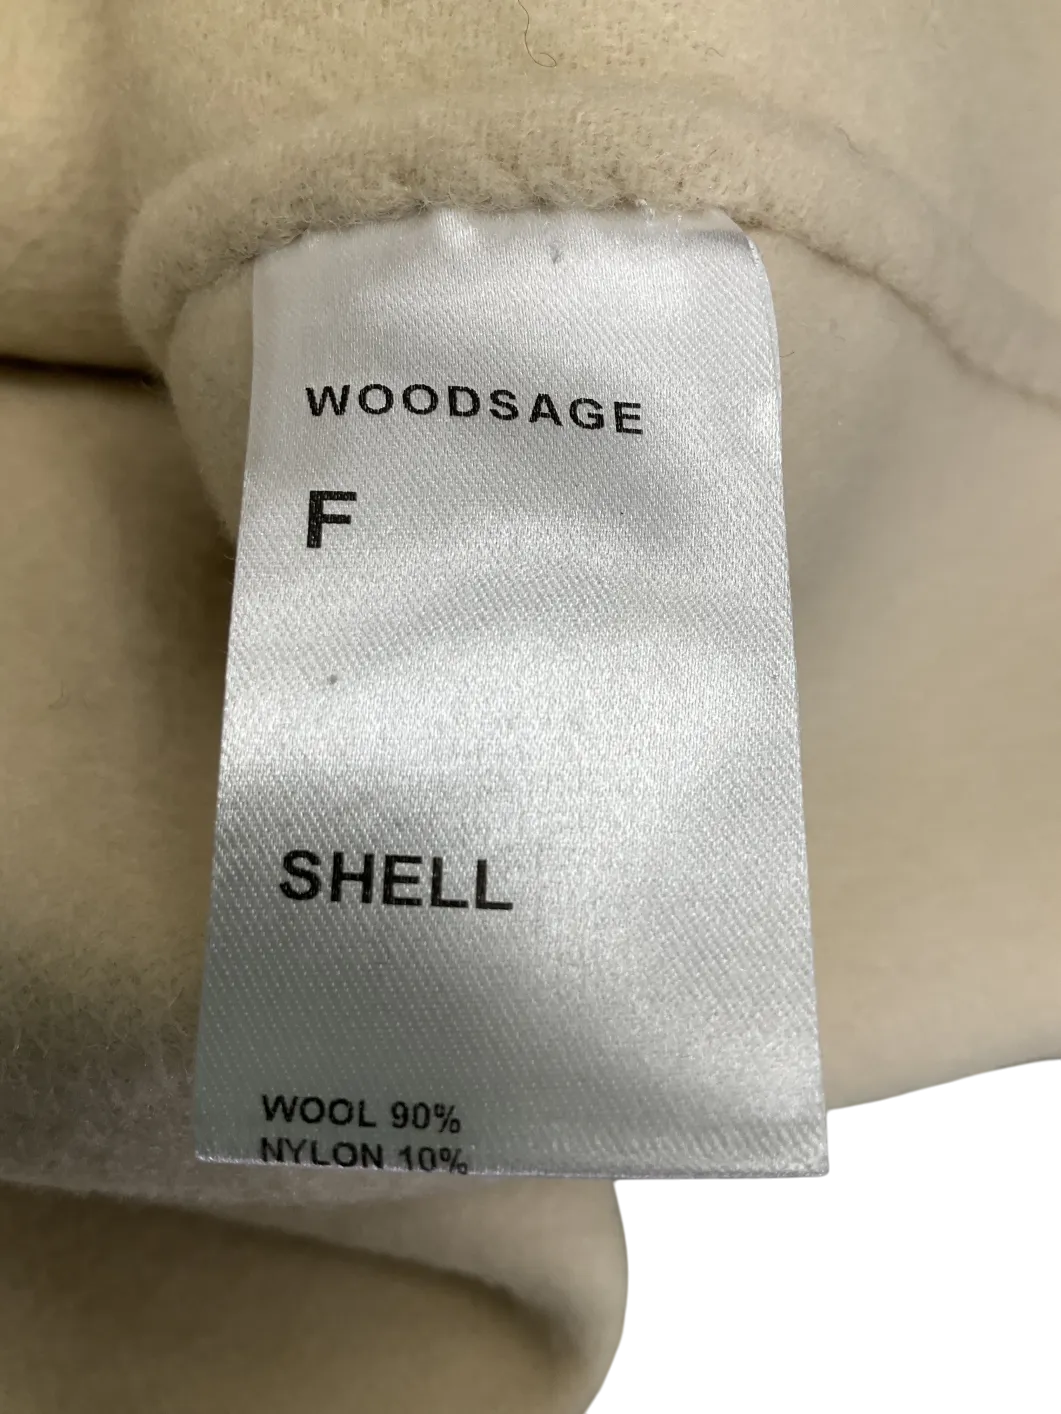 WOODSAGE
F
SHELL
WOOL 90%
NYLON 10%